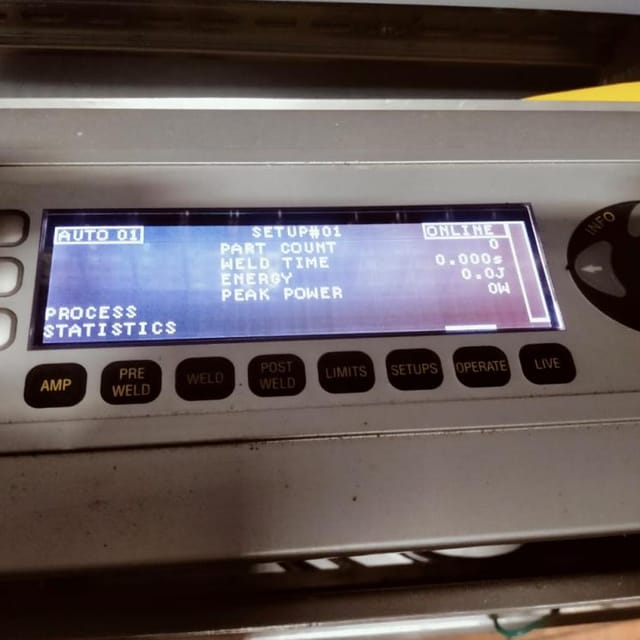 AUTO 01 SETUP#01 ONLINE
PART COUNT 0
WELD TIME 0.000s
ENERGY 0.0J
PEAK POWER 0W
PROCESS
STATISTICS
INFO
AMP PRE WELD WELD POST WELD LIMITS SETUPS OPERATE LIVE